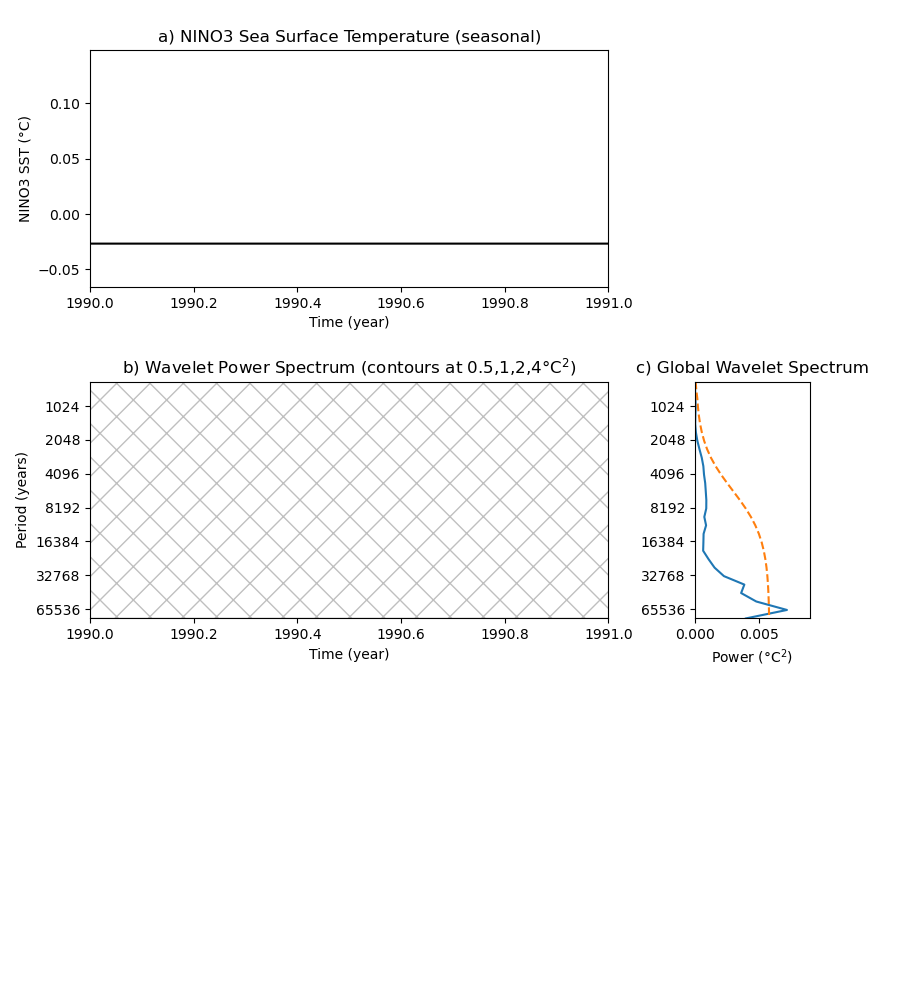 a) NINO3 Sea Surface Temperature (seasonal)
NINO3 SST (°C)
0.10
0.05
0.00
−0.05
1990.0 1990.2 1990.4 1990.6 1990.8 1991.0
Time (year)
b) Wavelet Power Spectrum (contours at 0.5,1,2,4°C²)
Period (years)
1024
2048
4096
8192
16384
32768
65536
1990.0 1990.2 1990.4 1990.6 1990.8 1991.0
Time (year)
c) Global Wavelet Spectrum
1024
2048
4096
8192
16384
32768
65536
0.000 0.005
Power (°C²)